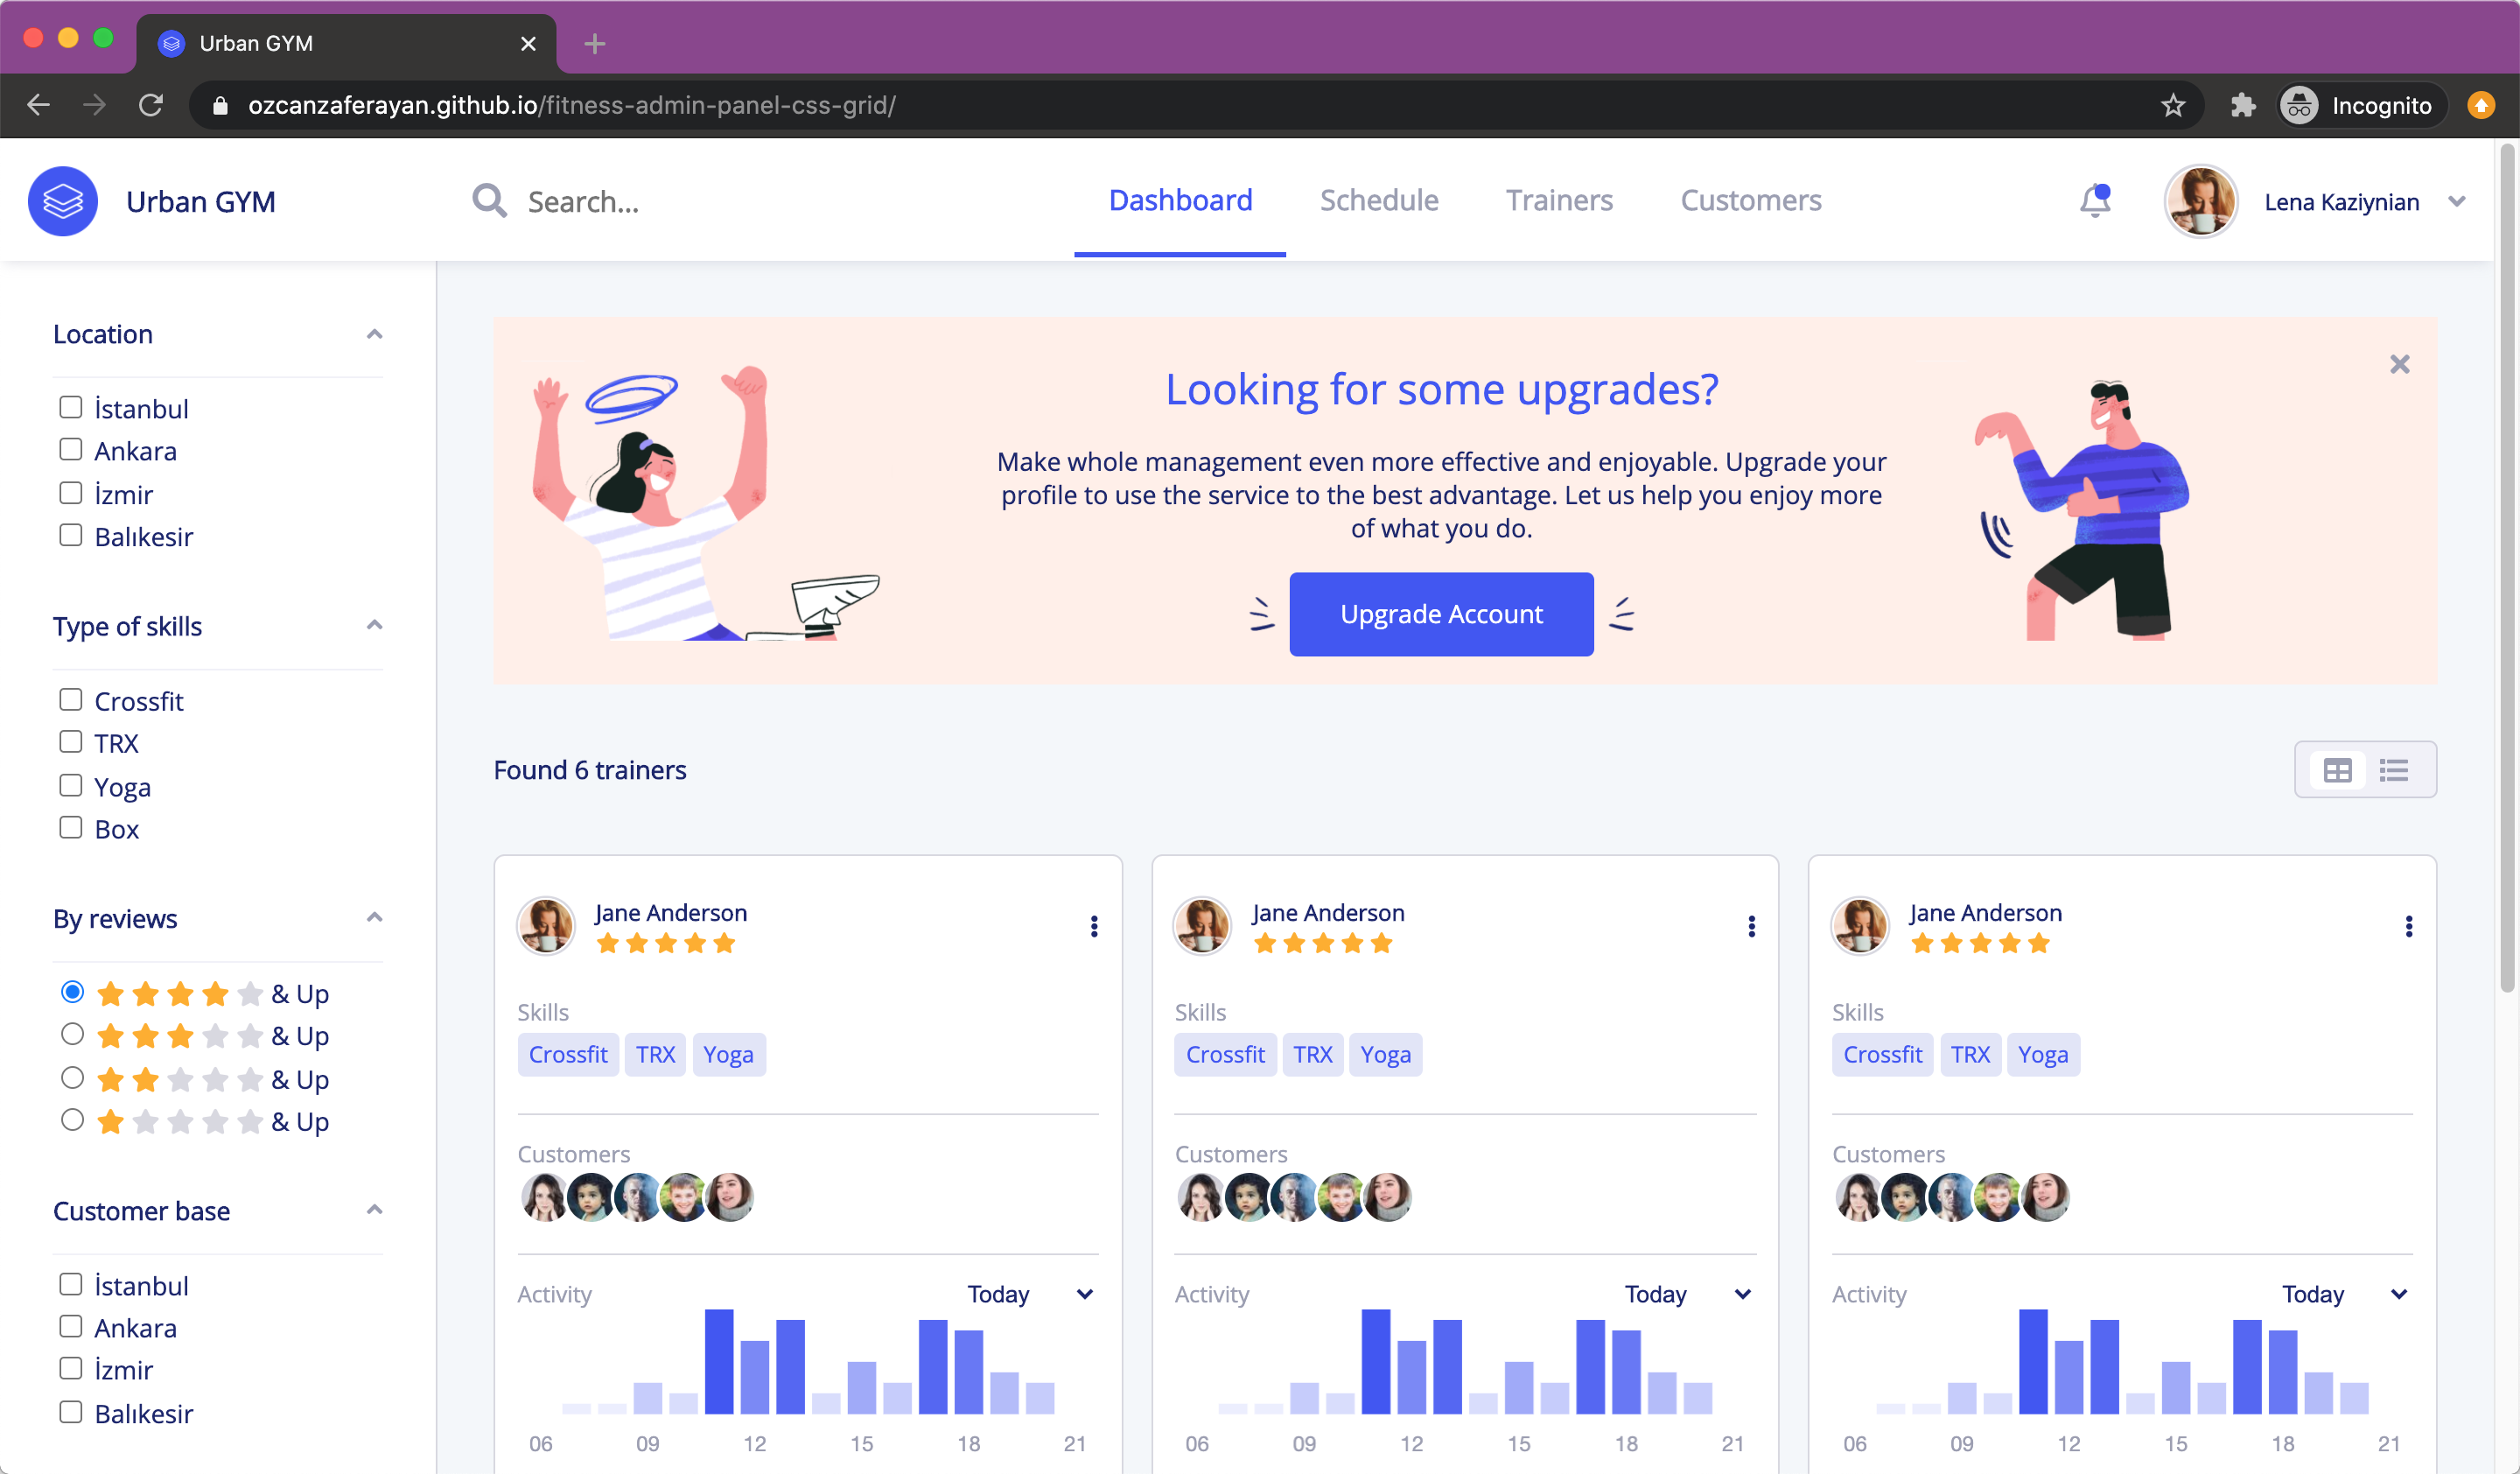 Urban GYM
ozcanzaferayan.github.io/fitness-admin-panel-css-grid/
Incognito
Urban GYM
Search...
Dashboard
Schedule
Trainers
Customers
Lena Kaziynian
Location
İstanbul
Ankara
İzmir
Balıkesir
Type of skills
Crossfit
TRX
Yoga
Box
By reviews
& Up
& Up
& Up
& Up
Customer base
İstanbul
Ankara
İzmir
Balıkesir
Looking for some upgrades?
Make whole management even more effective and enjoyable. Upgrade your
profile to use the service to the best advantage. Let us help you enjoy more
of what you do.
Upgrade Account
Found 6 trainers
Jane Anderson
Skills
Crossfit TRX Yoga
Customers
Activity Today
06 09 12 15 18 21
Jane Anderson
Skills
Crossfit TRX Yoga
Customers
Activity Today
06 09 12 15 18 21
Jane Anderson
Skills
Crossfit TRX Yoga
Customers
Activity Today
06 09 12 15 18 21